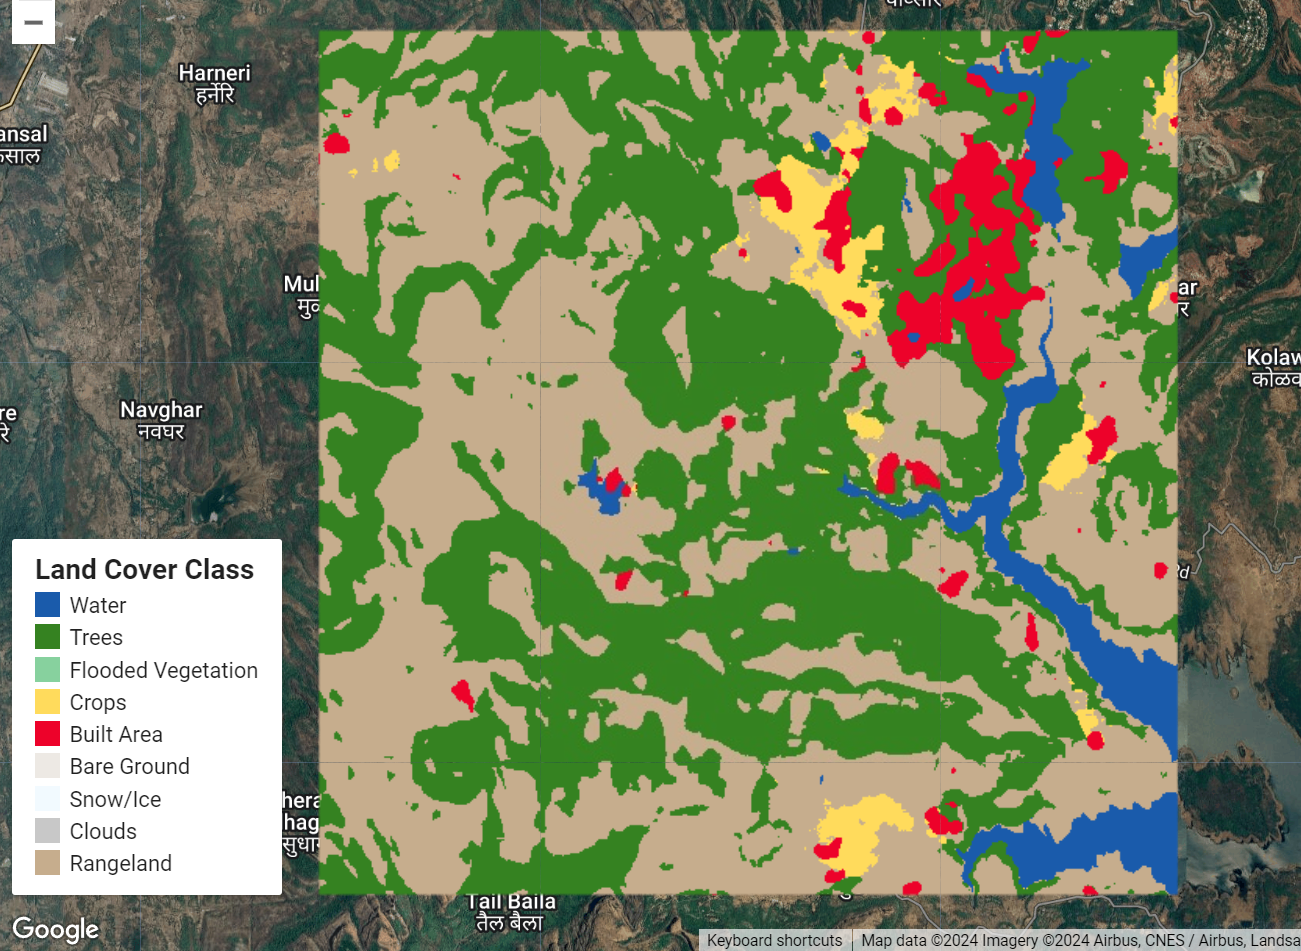 पाध्सार
Harneri
हर्नेरि
ansal
Mul
मुळ
ar
र
Kolaw
कोळव
re
रे
Navghar
नवघर
Rd
Land Cover Class
Water
Trees
Flooded Vegetation
Crops
Built Area
Bare Ground
Snow/Ice
Clouds
Rangeland
hera
hag
सुधाग
Tail Baila
तैल बैला
Google
Keyboard shortcuts
Map data ©2024 Imagery ©2024 Airbus, CNES / Airbus, Landsa